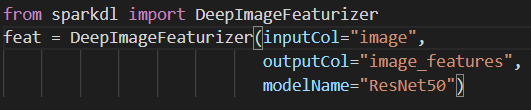 from sparkdl import DeepImageFeaturizer
feat = DeepImageFeaturizer(inputCol="image",
outputCol="image_features",
modelName="ResNet50")